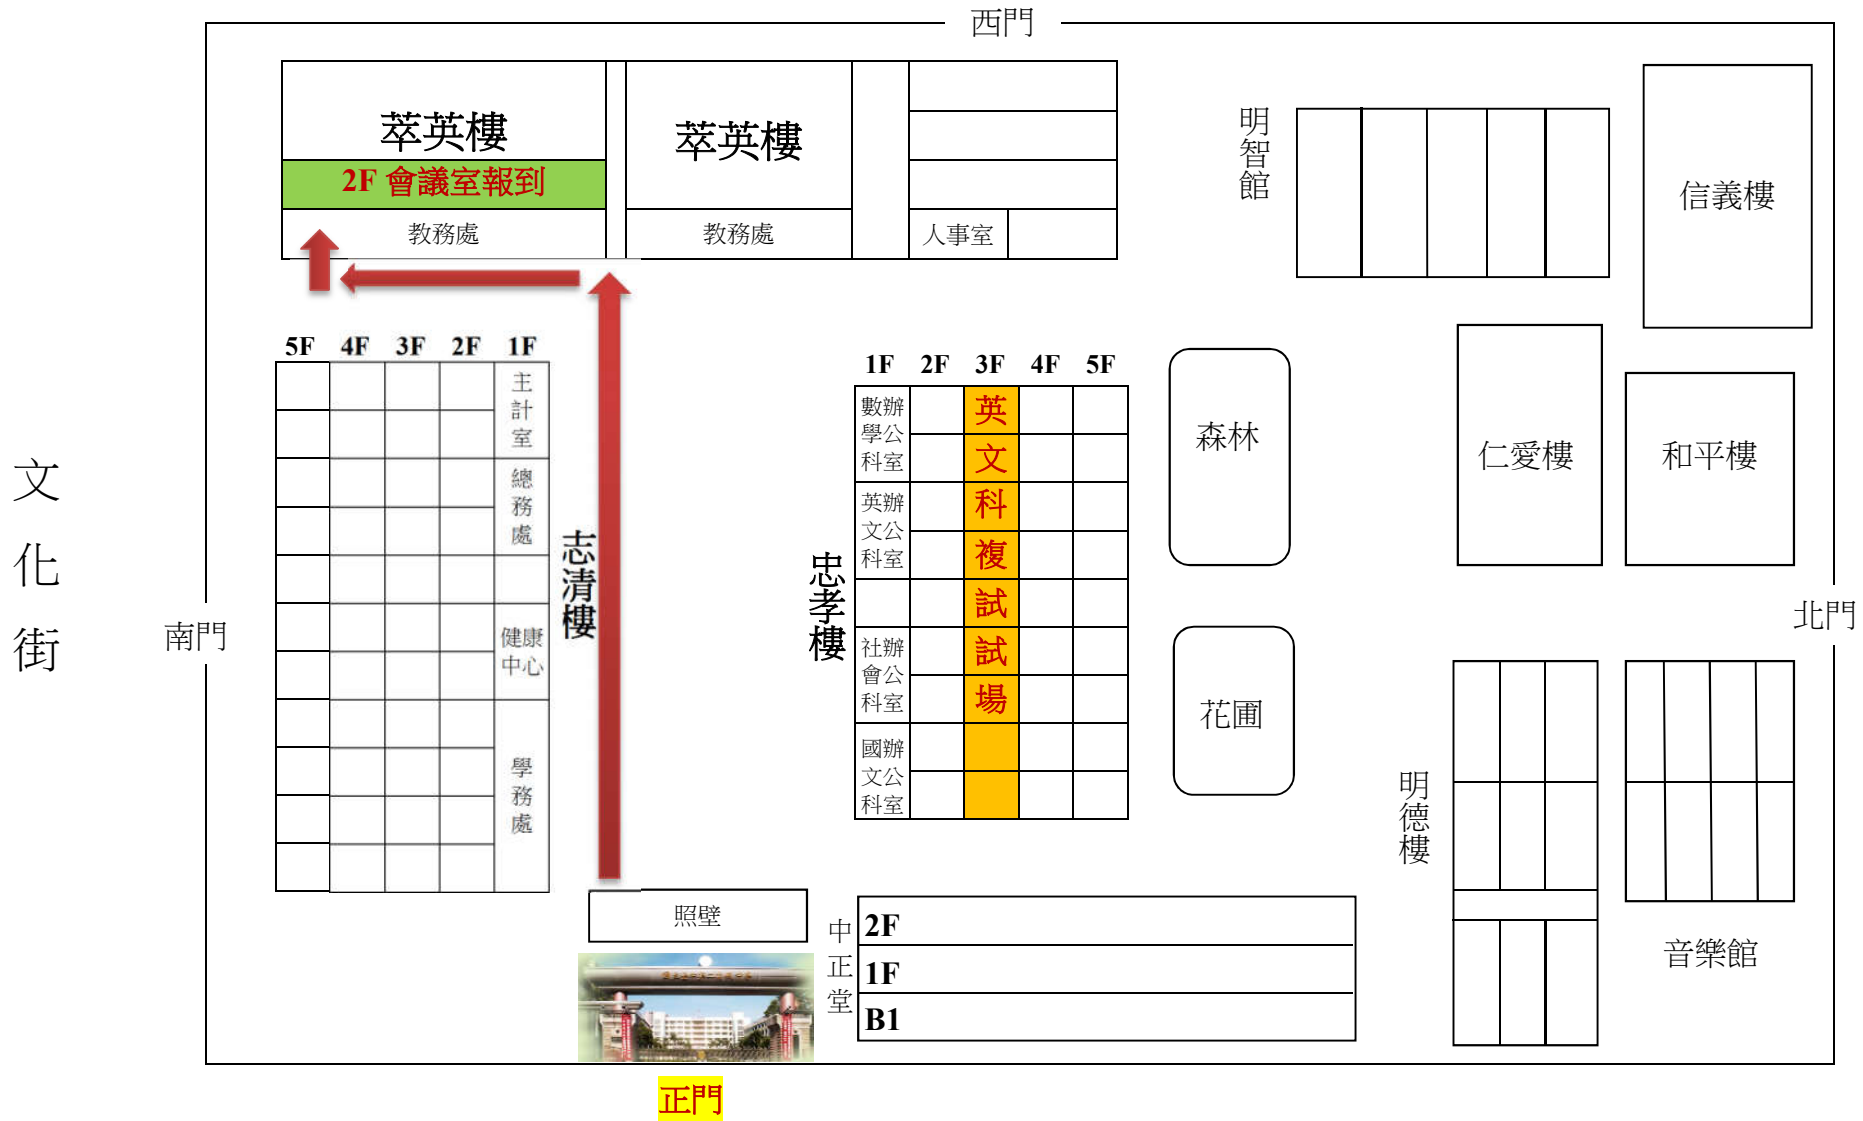 西門
萃英樓
2F 會議室報到
教務處
萃英樓
教務處
人事室
明智館
信義樓
5F 4F 3F 2F 1F
主計室
總務處
健康中心
學務處
志清樓
1F 2F 3F 4F 5F
數學科辦公室
英文科辦公室
社會科辦公室
國文科辦公室
英文科複試試場
忠孝樓
森林
花圃
仁愛樓
和平樓
文化街
南門
北門
明德樓
音樂館
照壁
中正堂
2F
1F
B1
正門